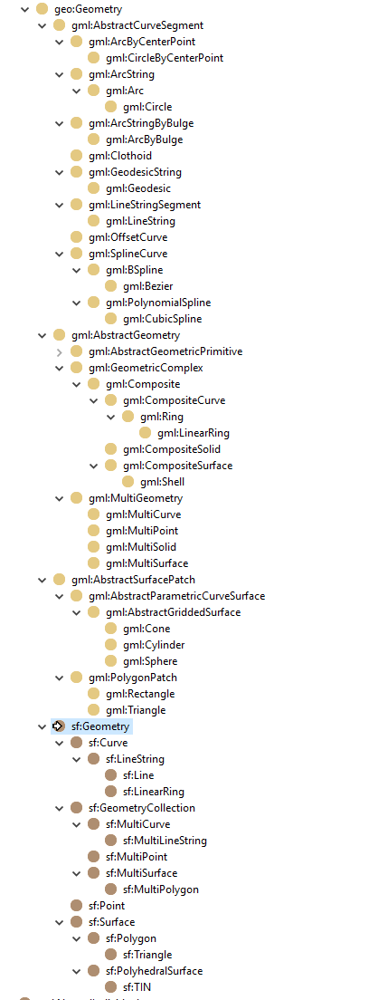 geo:Geometry
gml:AbstractCurveSegment
gml:ArcByCenterPoint
gml:CircleByCenterPoint
gml:ArcString
gml:Arc
gml:Circle
gml:ArcStringByBulge
gml:ArcByBulge
gml:Clothoid
gml:GeodesicString
gml:Geodesic
gml:LineStringSegment
gml:LineString
gml:OffsetCurve
gml:SplineCurve
gml:BSpline
gml:Bezier
gml:PolynomialSpline
gml:CubicSpline
gml:AbstractGeometry
gml:AbstractGeometricPrimitive
gml:GeometricComplex
gml:Composite
gml:CompositeCurve
gml:Ring
gml:LinearRing
gml:CompositeSolid
gml:CompositeSurface
gml:Shell
gml:MultiGeometry
gml:MultiCurve
gml:MultiPoint
gml:MultiSolid
gml:MultiSurface
gml:AbstractSurfacePatch
gml:AbstractParametricCurveSurface
gml:AbstractGriddedSurface
gml:Cone
gml:Cylinder
gml:Sphere
gml:PolygonPatch
gml:Rectangle
gml:Triangle
sf:Geometry
sf:Curve
sf:LineString
sf:Line
sf:LinearRing
sf:GeometryCollection
sf:MultiCurve
sf:MultiLineString
sf:MultiPoint
sf:MultiSurface
sf:MultiPolygon
sf:Point
sf:Surface
sf:Polygon
sf:Triangle
sf:PolyhedralSurface
sf:TIN